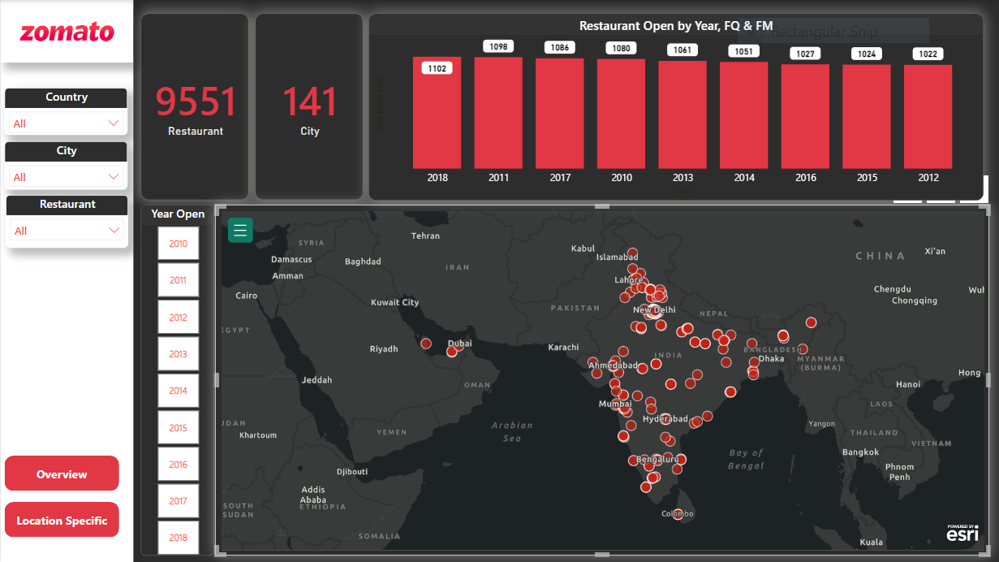 zomato
Country
All
City
All
Restaurant
All
Overview
Location Specific
9551
Restaurant
141
City
Restaurant Open by Year, FQ & FM
Rectangular Snip
1102
1098
1086
1080
1061
1051
1027
1024
1022
2018
2011
2017
2010
2013
2014
2016
2015
2012
Year Open
2010
2011
2012
2013
2014
2015
2016
2017
2018
Tehran
SYRIA
Damascus
Baghdad
Amman
IRAN
Cairo
Kuwait City
EGYPT
Riyadh
Dubai
Jeddah
OMAN
UDAN
Khartoum
YEMEN
Djibouti
Addis
Ababa
ETHIOPIA
SOUTH
SUDAN
SOMALIA
Arabian
Sea
Kabul
Islamabad
Lahore
PAKISTAN
New Delhi
NEPAL
Karachi
Ahmedabad
INDIA
BANGLADESH
Dhaka
MYANMAR
(BURMA)
Mumbai
Hyderabad
Bengaluru
Bay of
Bengal
Colombo
CHINA
Xi'an
Chengdu
Chongqing
Wuh
Hong
Hanoi
LAOS
Yangon
THAILAND
VIETNAM
Bangkok
Phnom
Penh
Kuala
POWERED BY
esri